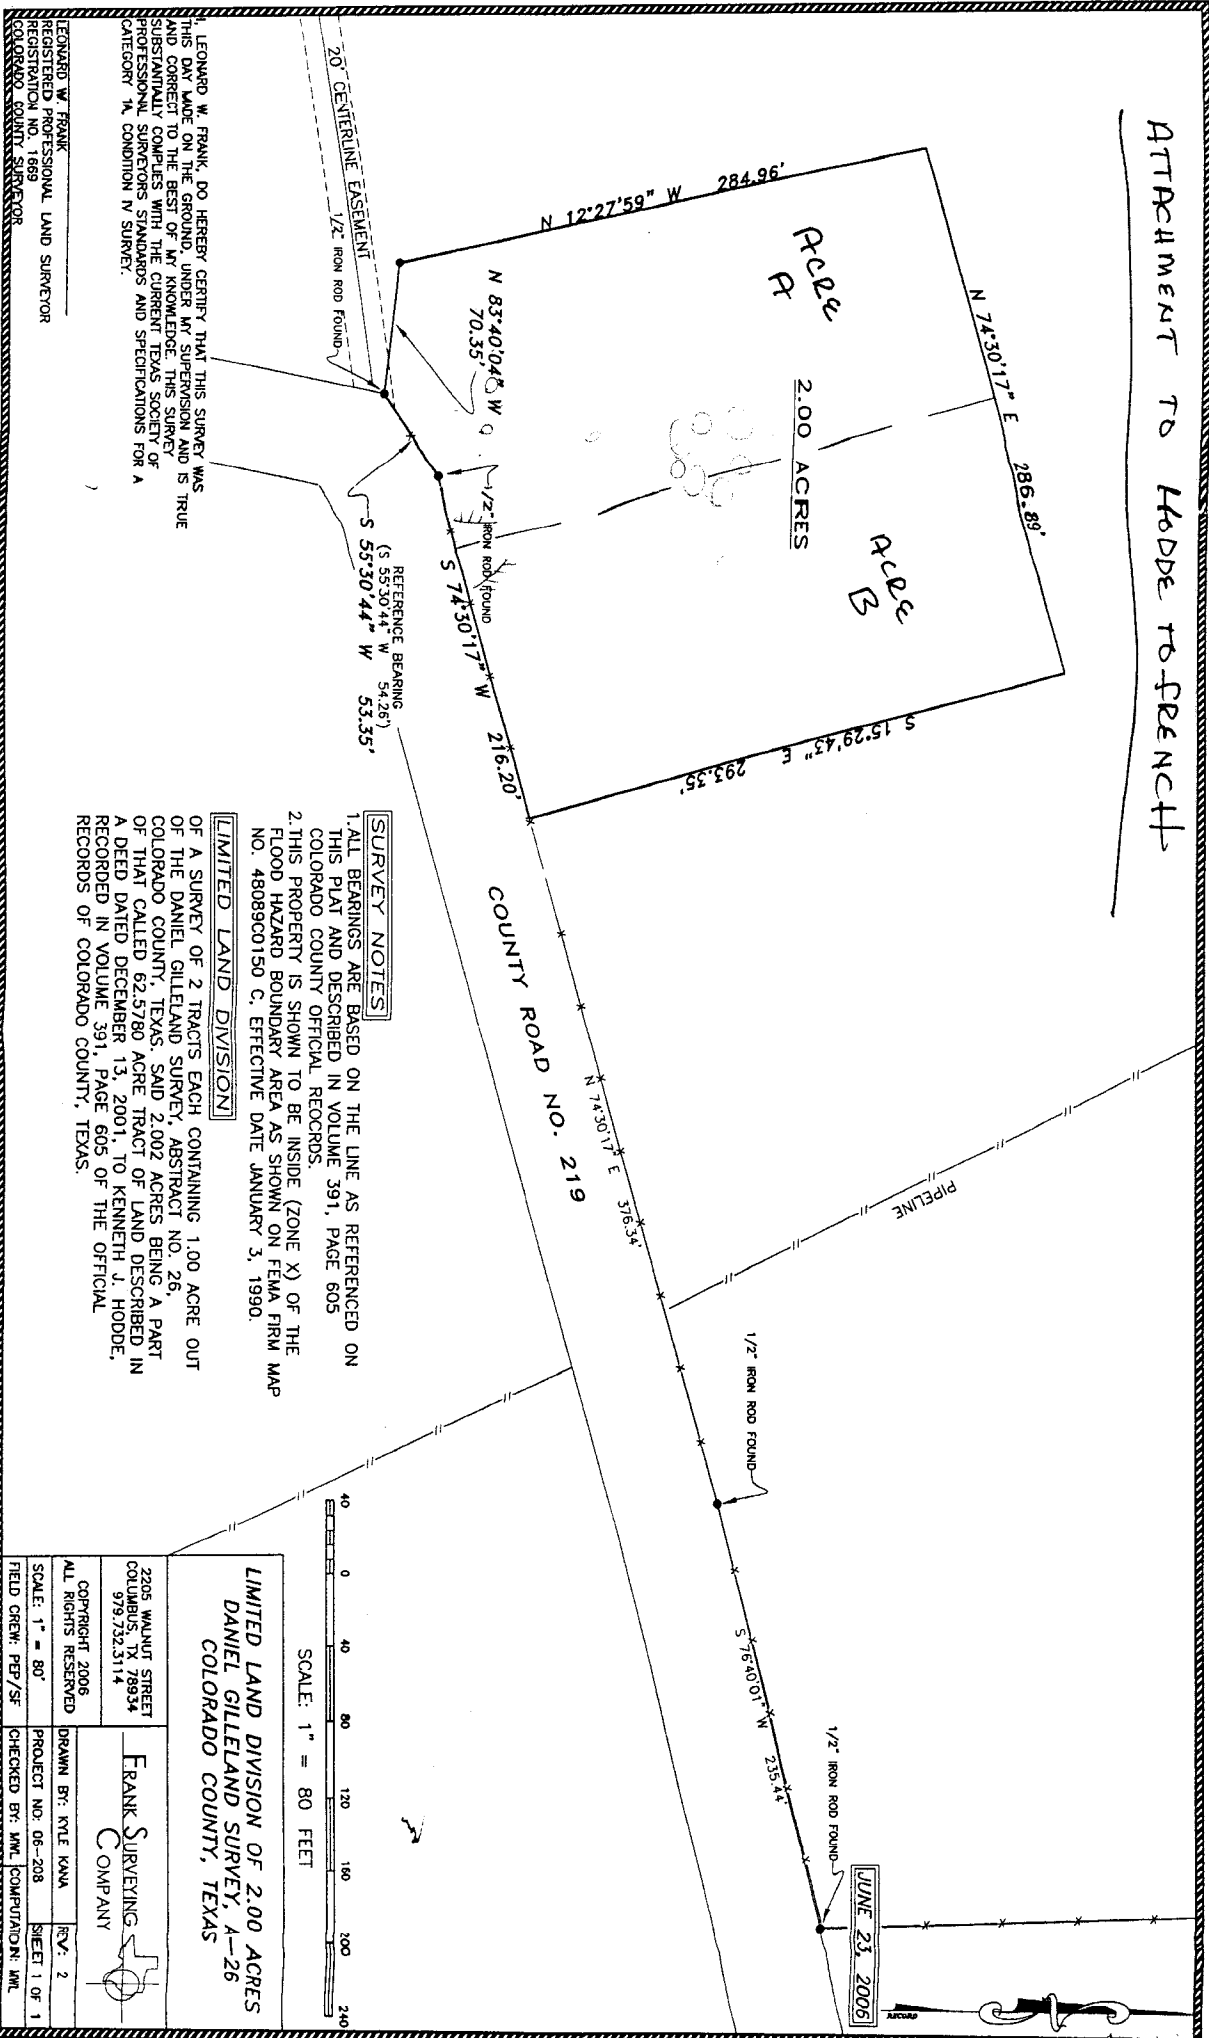 ATTACHMENT TO HODDE TO FRENCH
N 74°30'17" E 286.89'
N 12°27'59" W 284.96'
ACRE
A
2.00 ACRES
ACRE
B
S 15°29'43" E 293.35'
N 83°40'04" W
70.35'
1/2" IRON ROD FOUND
S 74°30'17" W 216.20'
20' CENTERLINE EASEMENT
1/2" IRON ROD FOUND
REFERENCE BEARING
(S 55°30'44" W 54.26')
S 55°30'44" W 53.35'
COUNTY ROAD NO. 219
N 74°30'17" E 376.34'
PIPELINE
1/2" IRON ROD FOUND
S 76°40'01" W 235.44'
1/2" IRON ROD FOUND
JUNE 23, 2006
RECORD
I, LEONARD W. FRANK, DO HEREBY CERTIFY THAT THIS SURVEY WAS
THIS DAY MADE ON THE GROUND, UNDER MY SUPERVISION AND IS TRUE
AND CORRECT TO THE BEST OF MY KNOWLEDGE. THIS SURVEY
SUBSTANTIALLY COMPLIES WITH THE CURRENT TEXAS SOCIETY OF
PROFESSIONAL SURVEYORS STANDARDS AND SPECIFICATIONS FOR A
CATEGORY 1A, CONDITION IV SURVEY.
LEONARD W. FRANK
REGISTERED PROFESSIONAL LAND SURVEYOR
REGISTRATION NO. 1669
COLORADO COUNTY SURVEYOR
SURVEY NOTES
1. ALL BEARINGS ARE BASED ON THE LINE AS REFERENCED ON
THIS PLAT AND DESCRIBED IN VOLUME 391, PAGE 605
COLORADO COUNTY OFFICIAL REOCRDS.
2. THIS PROPERTY IS SHOWN TO BE INSIDE (ZONE X) OF THE
FLOOD HAZARD BOUNDARY AREA AS SHOWN ON FEMA FIRM MAP
NO. 48089C0150 C, EFFECTIVE DATE JANUARY 3, 1990.
LIMITED LAND DIVISION
OF A SURVEY OF 2 TRACTS EACH CONTAINING 1.00 ACRE OUT
OF THE DANIEL GILLELAND SURVEY, ABSTRACT NO. 26,
COLORADO COUNTY, TEXAS. SAID 2.002 ACRES BEING A PART
OF THAT CALLED 62.5780 ACRE TRACT OF LAND DESCRIBED IN
A DEED DATED DECEMBER 13, 2001, TO KENNETH J. HODDE,
RECORDED IN VOLUME 391, PAGE 605 OF THE OFFICIAL
RECORDS OF COLORADO COUNTY, TEXAS.
40 0 40 80 120 160 200 240
SCALE: 1" = 80 FEET
LIMITED LAND DIVISION OF 2.00 ACRES
DANIEL GILLELAND SURVEY, A-26
COLORADO COUNTY, TEXAS
2205 WALNUT STREET
COLUMBUS, TX 78934
979.732.3114
COPYRIGHT 2006
ALL RIGHTS RESERVED
FRANK SURVEYING
COMPANY
DRAWN BY: KYLE KANA REV: 2
SCALE: 1" = 80' PROJECT NO: 06-208 SHEET 1 OF 1
FIELD CREW: PEP/SF CHECKED BY: MWL COMPUTATION: MWL